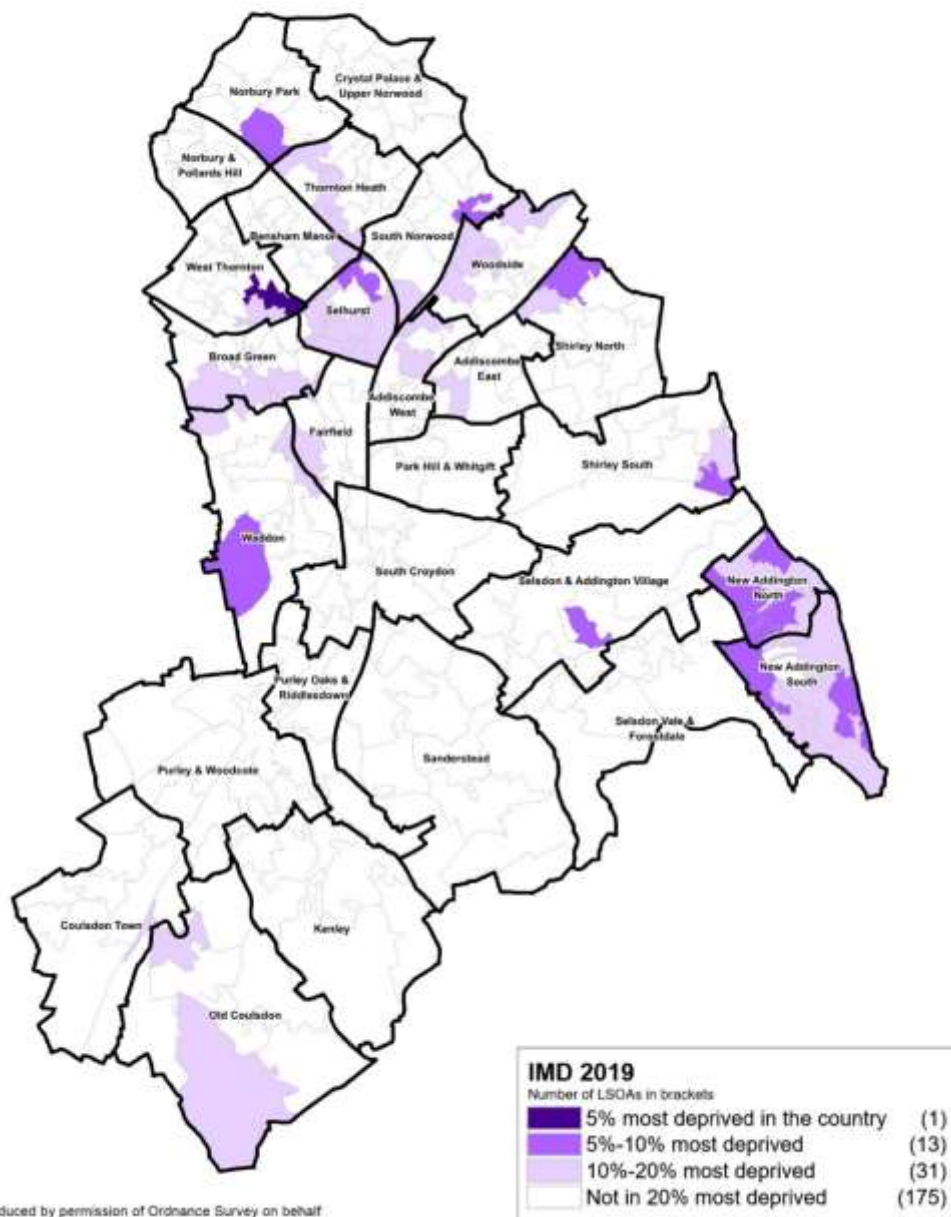 Crystal Palace &
Upper Norwood
Norbury Park
Norbury &
Pollards Hill
Thornton Heath
Bensham Manor
South Norwood
West Thornton
Woodside
Selhurst
Broad Green
Shirley North
Addiscombe
East
Addiscombe
West
Fairfield
Park Hill & Whitgift
Shirley South
Waddon
South Croydon
Selsdon & Addington Village
New Addington
North
New Addington
South
Purley Oaks &
Riddlesdown
Selsdon Vale &
Forestdale
Sanderstead
Purley & Woodcote
Coulsdon Town
Kenley
Old Coulsdon
IMD 2019
Number of LSOAs in brackets
5% most deprived in the country (1)
5%-10% most deprived (13)
10%-20% most deprived (31)
Not in 20% most deprived (175)
duced by permission of Ordnance Survey on behalf